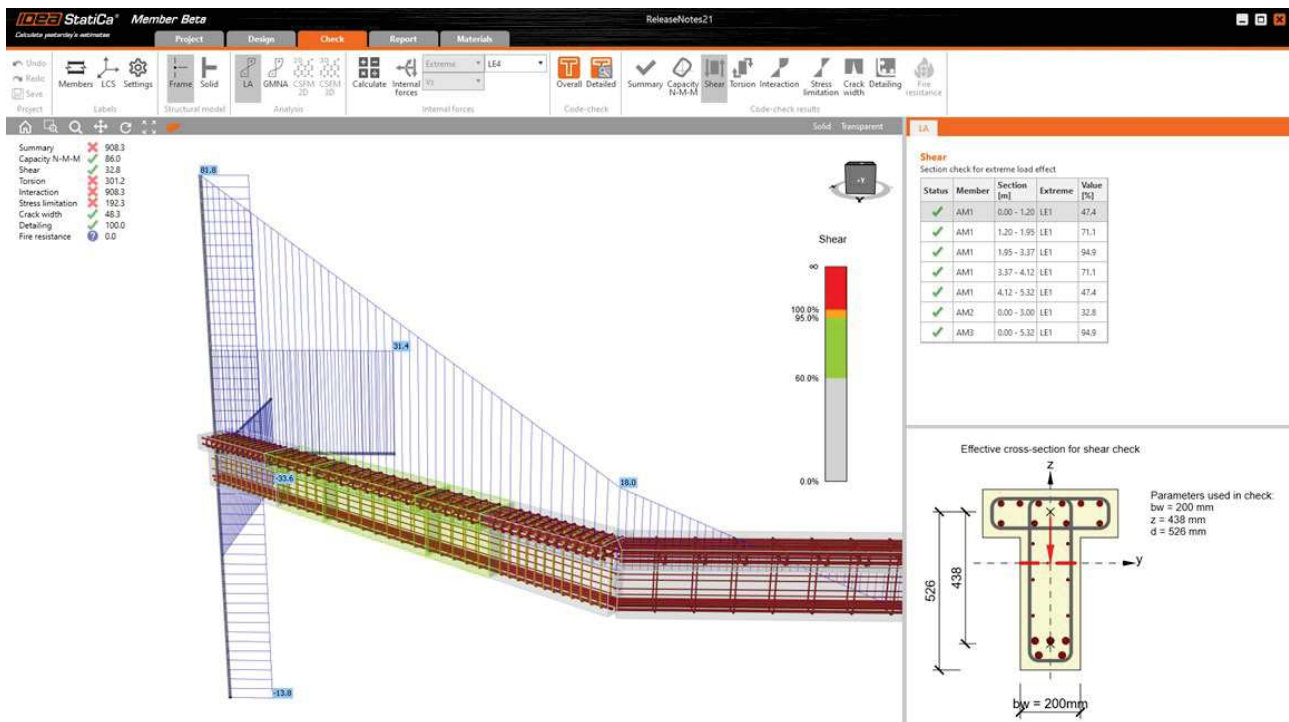 IDEA StatiCa® Member Beta
Calculate yesterday's estimates
ReleaseNotes21
Project Design Check Report Materials
Undo
Redo
Save
Members LCS Settings
Frame Solid
LA GMNA CSFM 2D CSFM 3D
Calculate Internal forces
Extreme LE4
Vz
Overall Detailed
Summary Capacity N-M-M Shear Torsion Interaction Stress limitation Crack width Detailing Fire resistance
Project Labels Structural model Analysis Internal forces Code-check Code-check results
Solid Transparent
Summary 908.3
Capacity N-M-M 86.0
Shear 32.8
Torsion 301.2
Interaction 908.3
Stress limitation 192.3
Crack width 48.3
Detailing 100.0
Fire resistance 0.0
81.8
31.4
-33.6
18.0
-13.8
+Y
Y
Shear
∞
100.0%
95.0%
60.0%
0.0%
LA
Shear
Section check for extreme load effect
Status Member Section [m] Extreme Value [%]
AM1 0.00 - 1.20 LE1 47.4
AM1 1.20 - 1.95 LE1 71.1
AM1 1.95 - 3.37 LE1 94.9
AM1 3.37 - 4.12 LE1 71.1
AM1 4.12 - 5.32 LE1 47.4
AM2 0.00 - 3.00 LE1 32.8
AM3 0.00 - 5.32 LE1 94.9
Effective cross-section for shear check
z
y
Parameters used in check:
bw = 200 mm
z = 438 mm
d = 526 mm
526
438
bw = 200mm